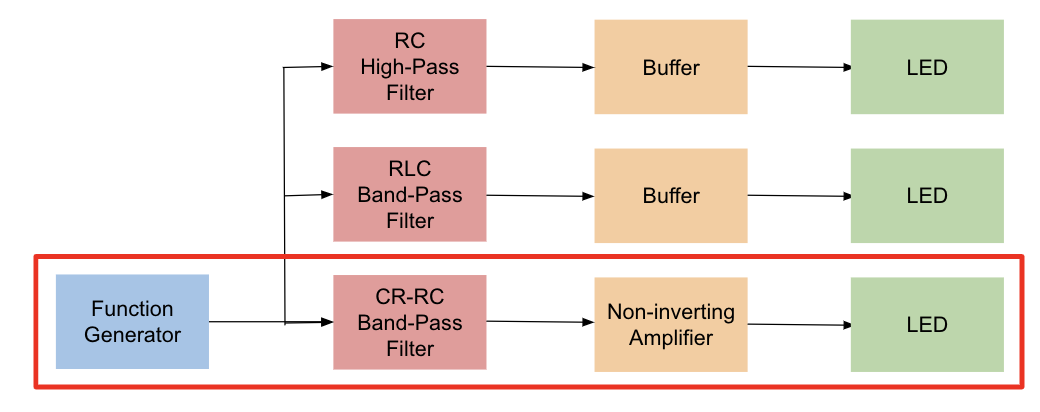 RC
High-Pass
Filter
Buffer
LED
RLC
Band-Pass
Filter
Buffer
LED
Function
Generator
CR-RC
Band-Pass
Filter
Non-inverting
Amplifier
LED